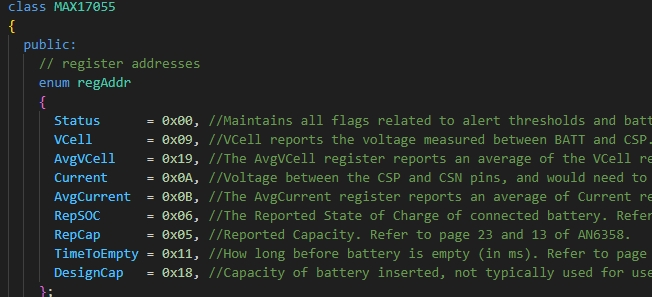 class MAX17055
{
public:
// register addresses
enum regAddr
{
Status = 0x00, //Maintains all flags related to alert thresholds and batt
VCell = 0x09, //VCell reports the voltage measured between BATT and CSP.
AvgVCell = 0x19, //The AvgVCell register reports an average of the VCell re
Current = 0x0A, //Voltage between the CSP and CSN pins, and would need to
AvgCurrent = 0x0B, //The AvgCurrent register reports an average of Current re
RepSOC = 0x06, //The Reported State of Charge of connected battery. Refer
RepCap = 0x05, //Reported Capacity. Refer to page 23 and 13 of AN6358.
TimeToEmpty = 0x11, //How long before battery is empty (in ms). Refer to page
DesignCap = 0x18, //Capacity of battery inserted, not typically used for use
};